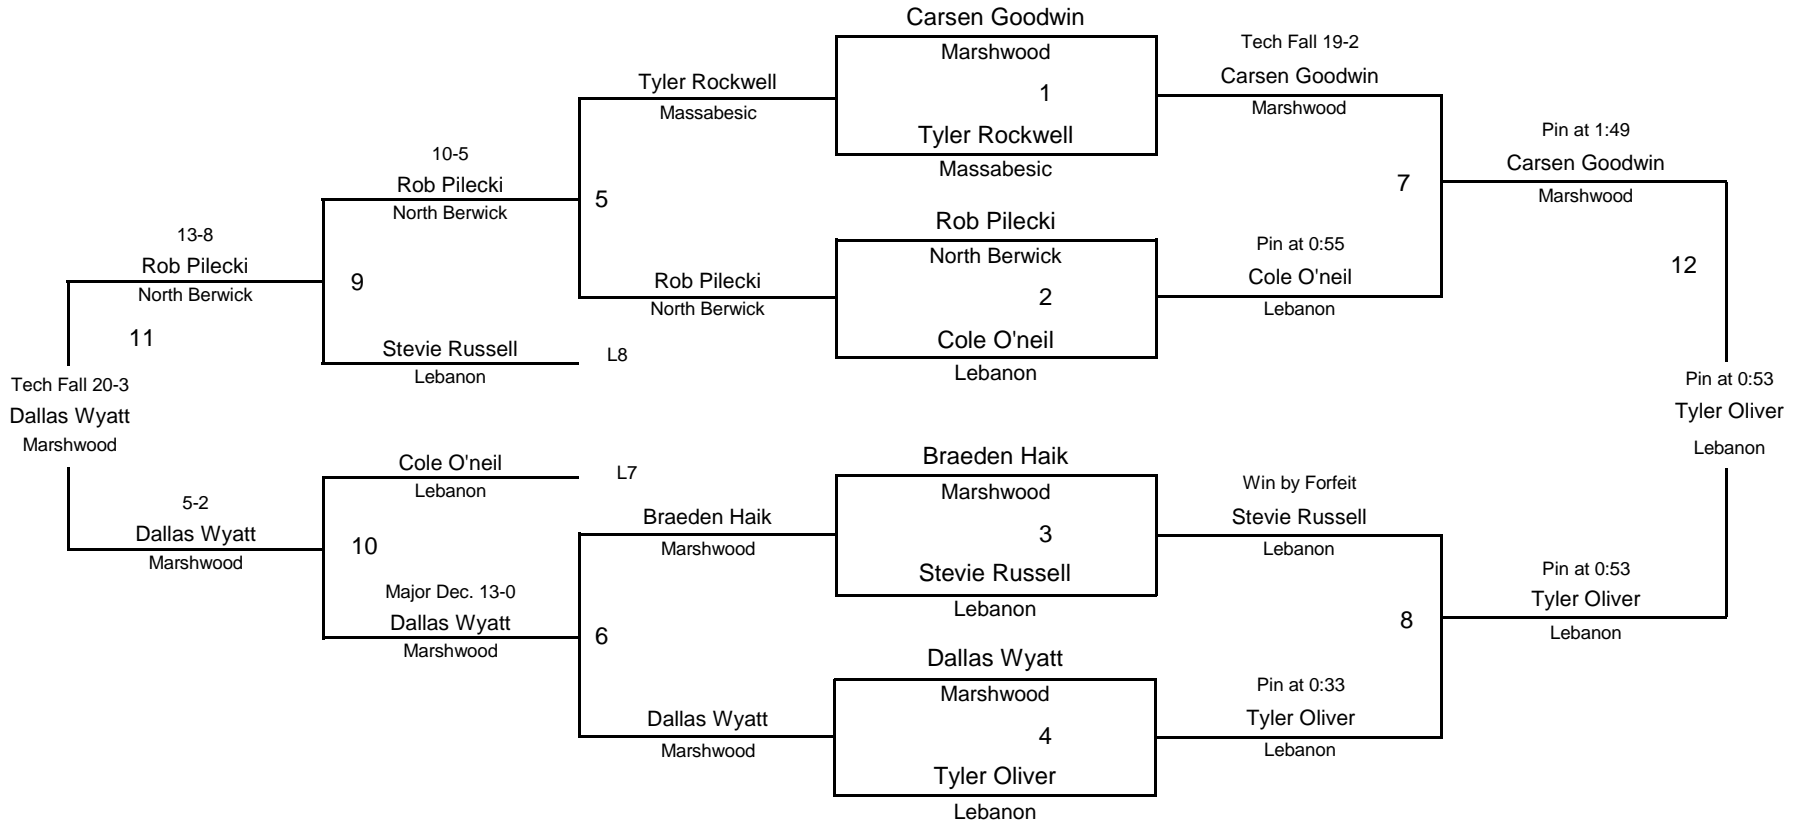 Carsen Goodwin
Marshwood
1
Tyler Rockwell
Massabesic
Rob Pilecki
North Berwick
2
Cole O'neil
Lebanon
Braeden Haik
Marshwood
3
Stevie Russell
Lebanon
Dallas Wyatt
Marshwood
4
Tyler Oliver
Lebanon
Tech Fall 19-2
Carsen Goodwin
Marshwood
7
Pin at 0:55
Cole O'neil
Lebanon
Win by Forfeit
Stevie Russell
Lebanon
8
Pin at 0:33
Tyler Oliver
Lebanon
Pin at 1:49
Carsen Goodwin
Marshwood
12
Pin at 0:53
Tyler Oliver
Lebanon
Pin at 0:53
Tyler Oliver
Lebanon
Tyler Rockwell
Massabesic
5
Rob Pilecki
North Berwick
Braeden Haik
Marshwood
6
Dallas Wyatt
Marshwood
10-5
Rob Pilecki
North Berwick
9
Stevie Russell
Lebanon
L8
Cole O'neil
Lebanon
L7
10
Major Dec. 13-0
Dallas Wyatt
Marshwood
13-8
Rob Pilecki
North Berwick
11
5-2
Dallas Wyatt
Marshwood
Tech Fall 20-3
Dallas Wyatt
Marshwood